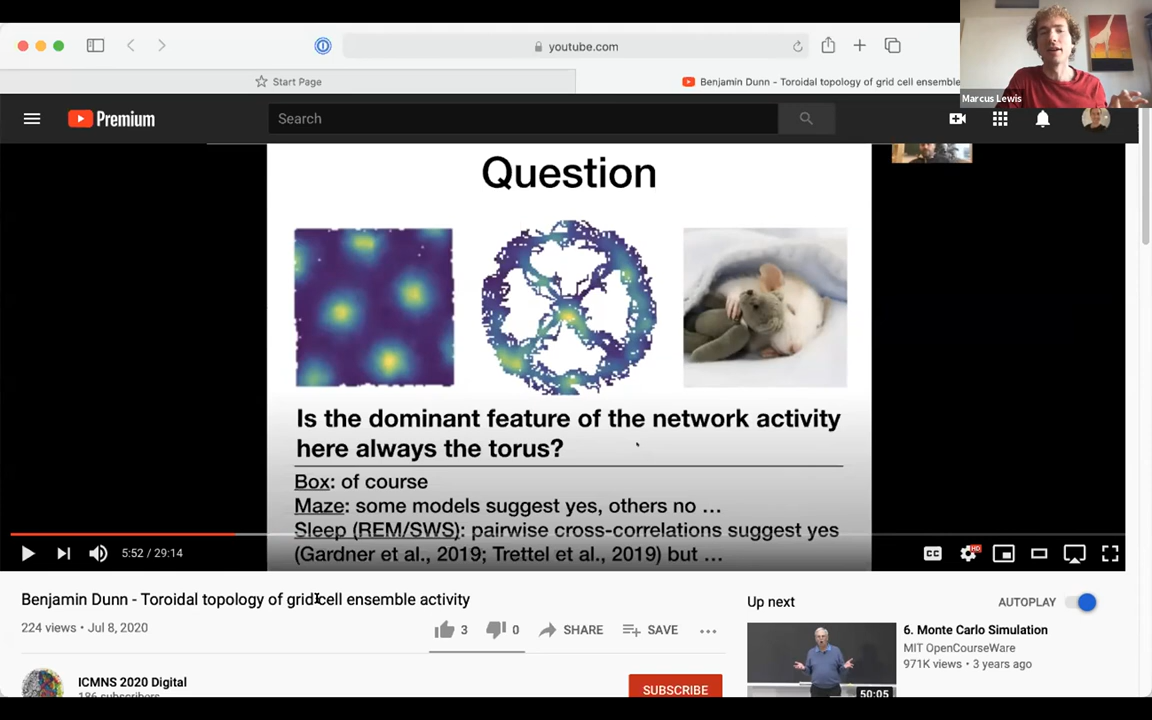 youtube.com
Start Page
Benjamin Dunn - Toroidal topology of grid cell ensemble
Marcus Lewis
Premium
Search
Question
Is the dominant feature of the network activity
here always the torus?
Box: of course
Maze: some models suggest yes, others no ...
Sleep (REM/SWS): pairwise cross-correlations suggest yes
(Gardner et al., 2019; Trettel et al., 2019) but ...
5:52 / 29:14
CC
HD
Benjamin Dunn - Toroidal topology of grid cell ensemble activity
224 views • Jul 8, 2020
3
0
SHARE
SAVE
Up next
AUTOPLAY
6. Monte Carlo Simulation
MIT OpenCourseWare
971K views • 3 years ago
50:05
ICMNS 2020 Digital
186 subscribers
SUBSCRIBE